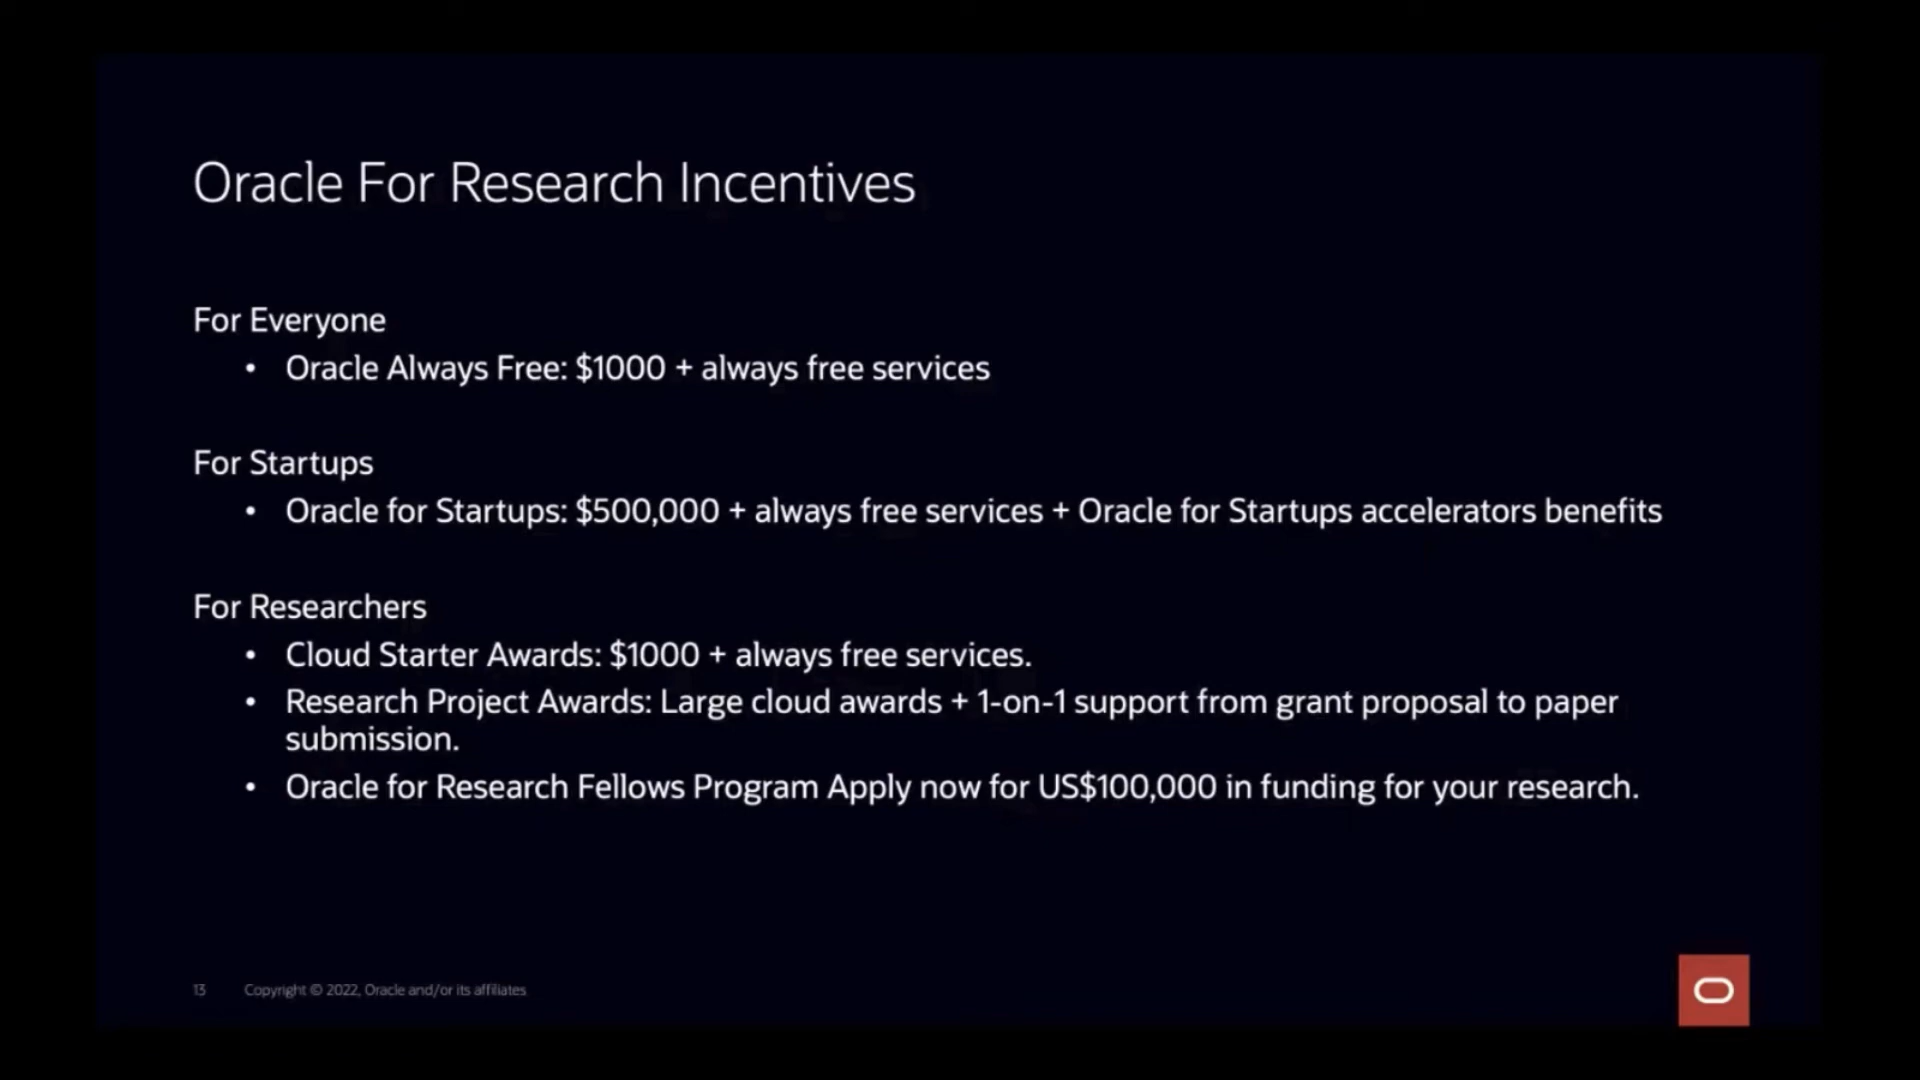 Oracle For Research Incentives
For Everyone
• Oracle Always Free: $1000 + always free services
For Startups
• Oracle for Startups: $500,000 + always free services + Oracle for Startups accelerators benefits
For Researchers
• Cloud Starter Awards: $1000 + always free services.
• Research Project Awards: Large cloud awards + 1-on-1 support from grant proposal to paper
submission.
• Oracle for Research Fellows Program Apply now for US$100,000 in funding for your research.
13 Copyright © 2022, Oracle and/or its affiliates